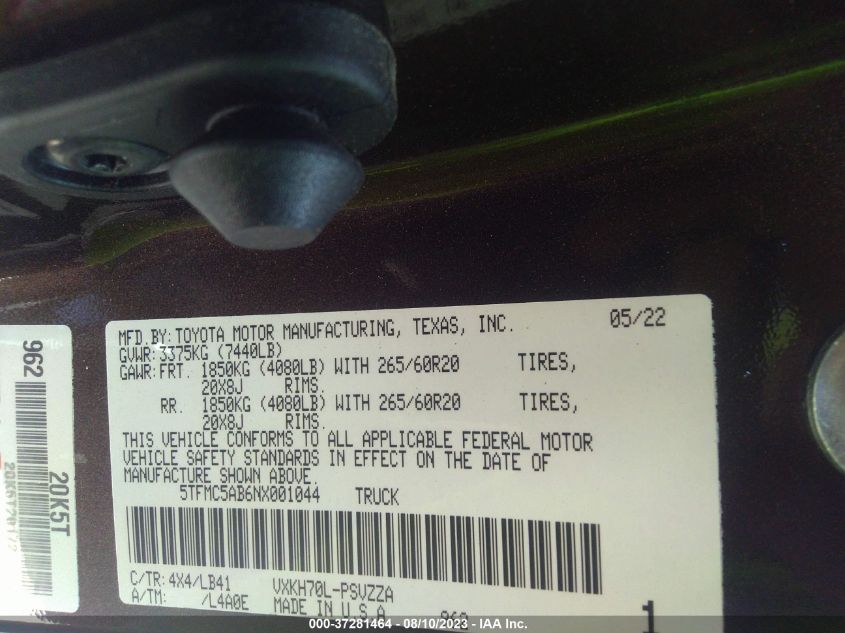 MFD.BY: TOYOTA MOTOR MANUFACTURING, TEXAS, INC. 05/22
GVWR: 3375KG (7440LB)
GAWR: FRT. 1850KG (4080LB) WITH 265/60R20 TIRES,
20X8J RIMS.
RR. 1850KG (4080LB) WITH 265/60R20 TIRES,
20X8J RIMS.
THIS VEHICLE CONFORMS TO ALL APPLICABLE FEDERAL MOTOR
VEHICLE SAFETY STANDARDS IN EFFECT ON THE DATE OF
MANUFACTURE SHOWN ABOVE.
5TFMC5AB6NX001044 TRUCK
C/TR: 4X4/LB41 VXKH70L-PSVZZA
A/TM: /L4A0E MADE IN U.S.A.
1
962
20K5T
000-37281464 - 08/10/2023 - IAA Inc.